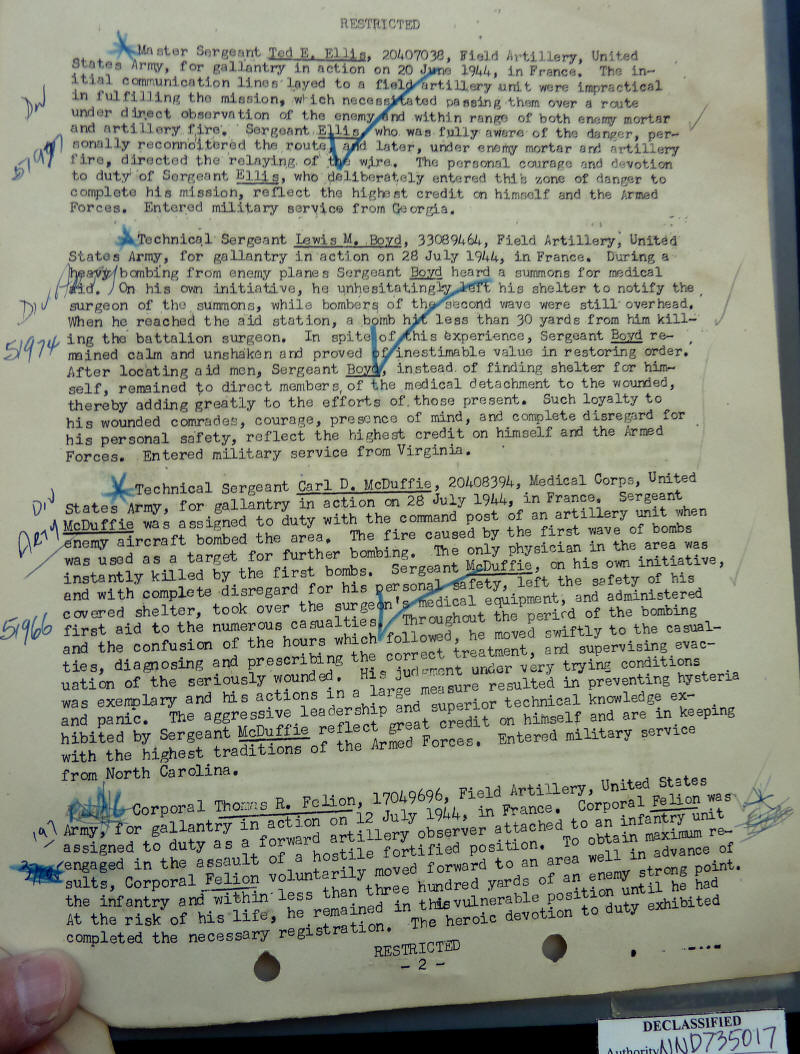 RESTRICTED
Master Sergeant Ted E. Ellis, 20407038, Field Artillery, United
States Army, for gallantry in action on 20 June 1944, in France. The in-
itial communication lines layed to a field artillery unit were impractical
in fulfilling the mission, which necessitated passing them over a route
under direct observation of the enemy and within range of both enemy mortar
and artillery fire. Sergeant Ellis, who was fully aware of the danger, per-
sonally reconnoitered the route, and later, under enemy mortar and artillery
fire, directed the relaying of the wire. The personal courage and devotion
to duty of Sergeant Ellis, who deliberately entered this zone of danger to
complete his mission, reflect the highest credit on himself and the Armed
Forces. Entered military service from Georgia.
Technical Sergeant Lewis M. Boyd, 33089464, Field Artillery, United
States Army, for gallantry in action on 28 July 1944, in France. During a
heavy bombing from enemy planes Sergeant Boyd heard a summons for medical
aid. On his own initiative, he unhesitatingly left his shelter to notify the
surgeon of the summons, while bombers of the second wave were still overhead.
Div
51974
When he reached the aid station, a bomb hit less than 30 yards from him kill-
ing the battalion surgeon. In spite of this experience, Sergeant Boyd re-
mained calm and unshaken and proved of inestimable value in restoring order.
After locating aid men, Sergeant Boyd, instead of finding shelter for him-
self, remained to direct members of the medical detachment to the wounded,
thereby adding greatly to the efforts of those present. Such loyalty to
his wounded comrades, courage, presence of mind, and complete disregard for
his personal safety, reflect the highest credit on himself and the Armed
Forces. Entered military service from Virginia.
Technical Sergeant Carl D. McDuffie, 20408394, Medical Corps, United
States Army, for gallantry in action on 28 July 1944, in France. Sergeant
Div
Arty
McDuffie was assigned to duty with the command post of an artillery unit when
enemy aircraft bombed the area. The fire caused by the first wave of bombs
was used as a target for further bombing. The only physician in the area was
instantly killed by the first bombs. Sergeant McDuffie, on his own initiative,
and with complete disregard for his personal safety, left the safety of his
covered shelter, took over the surgeon's medical equipment, and administered
51966
first aid to the numerous casualties. Throughout the period of the bombing
and the confusion of the hours which followed, he moved swiftly to the casual-
ties, diagnosing and prescribing the correct treatment, and supervising evac-
uation of the seriously wounded. His judgment under very trying conditions
was exemplary and his actions in a large measure resulted in preventing hysteria
and panic. The aggressive leadership and superior technical knowledge ex-
hibited by Sergeant McDuffie reflect great credit on himself and are in keeping
with the highest traditions of the Armed Forces. Entered military service
from North Carolina.
Corporal Thomas R. Felion, 17049696, Field Artillery, United States
Army, for gallantry in action on 12 July 1944, in France. Corporal Felion was
assigned to duty as a forward artillery observer attached to an infantry unit
engaged in the assault of a hostile fortified position. To obtain maximum re-
sults, Corporal Felion voluntarily moved forward to an area well in advance of
the infantry and within less than three hundred yards of an enemy strong point.
At the risk of his life, he remained in this vulnerable position until he had
completed the necessary registration. The heroic devotion to duty exhibited
RESTRICTED
- 2 -
DECLASSIFIED
Authority NND735017